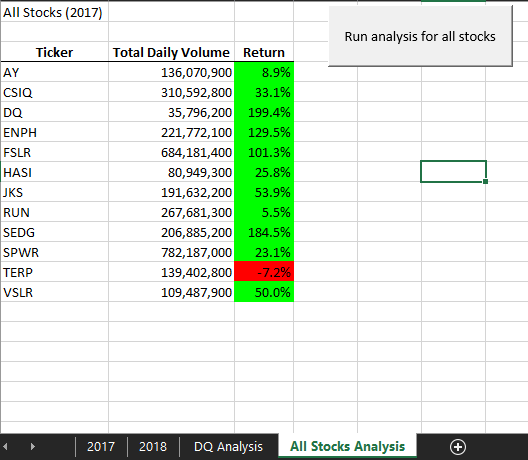 All Stocks (2017)
Run analysis for all stocks
Ticker Total Daily Volume Return
AY 136,070,900 8.9%
CSIQ 310,592,800 33.1%
DQ 35,796,200 199.4%
ENPH 221,772,100 129.5%
FSLR 684,181,400 101.3%
HASI 80,949,300 25.8%
JKS 191,632,200 53.9%
RUN 267,681,300 5.5%
SEDG 206,885,200 184.5%
SPWR 782,187,000 23.1%
TERP 139,402,800 -7.2%
VSLR 109,487,900 50.0%
2017 2018 DQ Analysis All Stocks Analysis